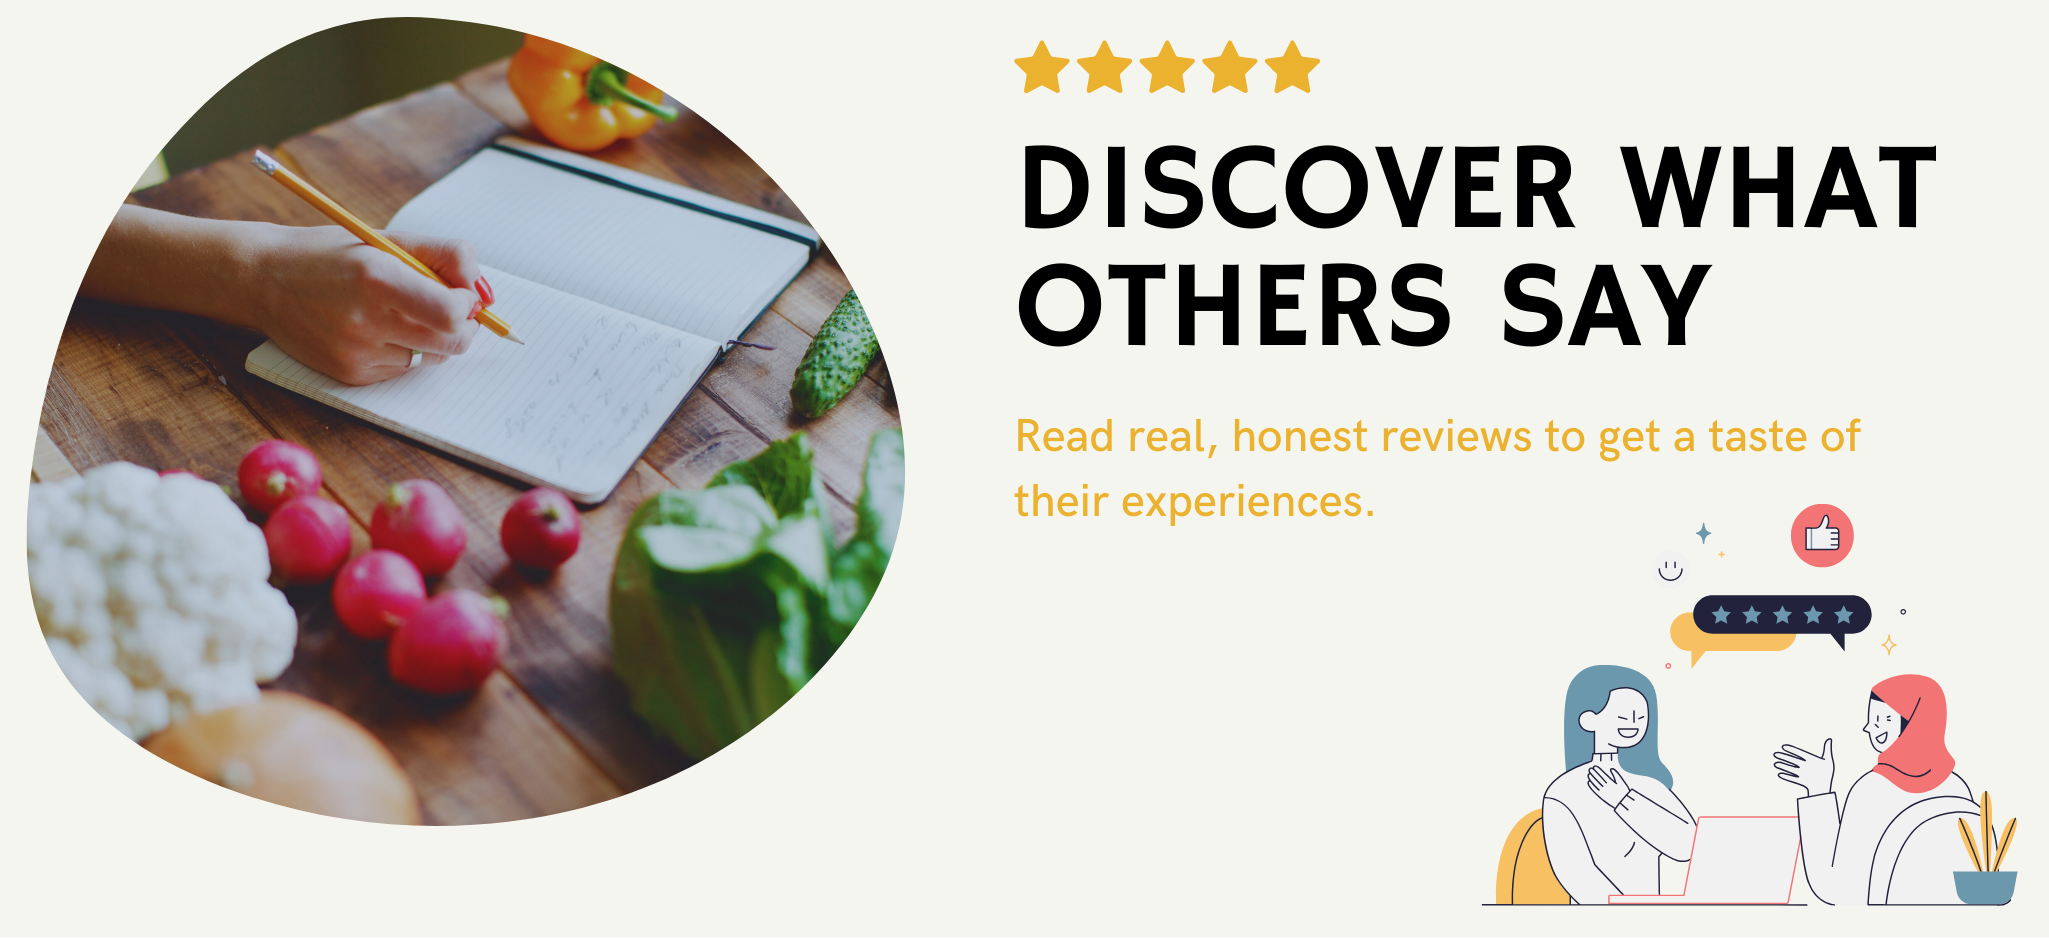 DISCOVER WHAT
OTHERS SAY
Read real, honest reviews to get a taste of
their experiences.